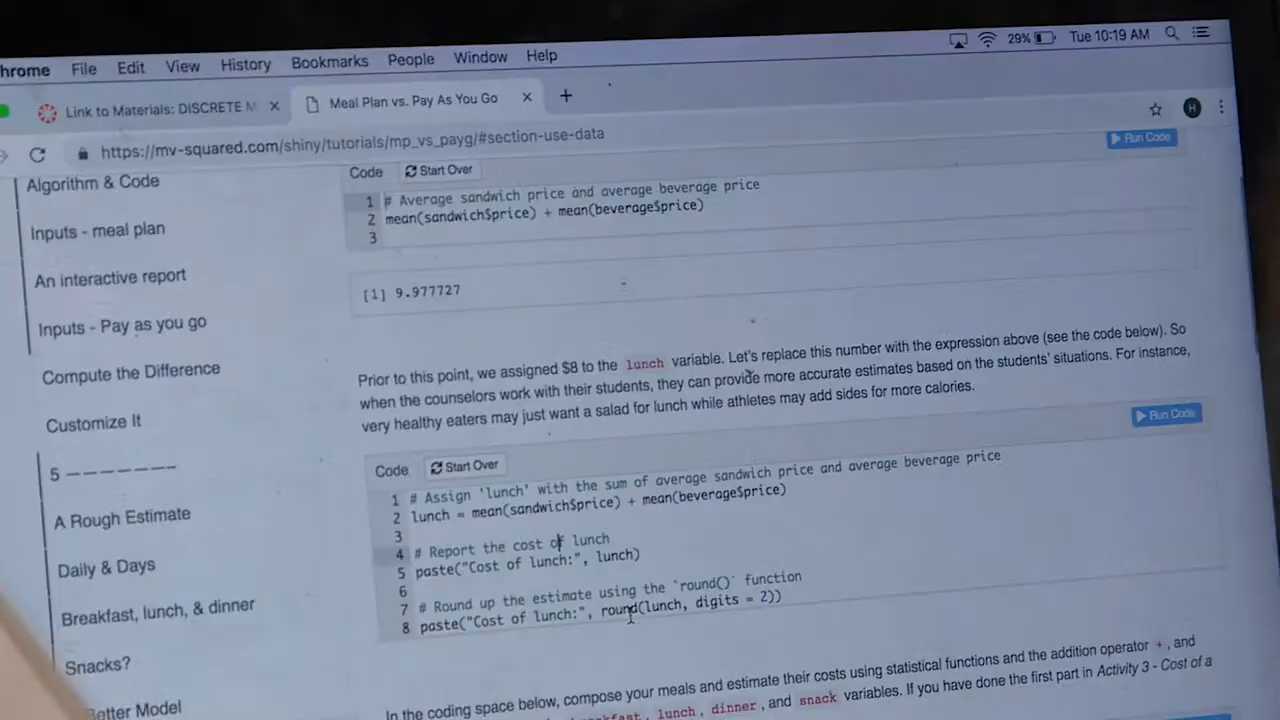 hrome File Edit View History Bookmarks People Window Help 29% Tue 10:19 AM
Link to Materials: DISCRETE M × Meal Plan vs. Pay As You Go × +
https://mv-squared.com/shiny/tutorials/mp_vs_payg/#section-use-data H
Algorithm & Code
Inputs - meal plan
An interactive report
Inputs - Pay as you go
Compute the Difference
Customize It
5 -------
A Rough Estimate
Daily & Days
Breakfast, lunch, & dinner
Snacks?
Better Model
Code Start Over Run Code
1 # Average sandwich price and average beverage price
2 mean(sandwich$price) + mean(beverage$price)
3
[1] 9.977727
Prior to this point, we assigned $8 to the lunch variable. Let's replace this number with the expression above (see the code below). So
when the counselors work with their students, they can provide more accurate estimates based on the students' situations. For instance,
very healthy eaters may just want a salad for lunch while athletes may add sides for more calories.
Code Start Over Run Code
1 # Assign 'lunch' with the sum of average sandwich price and average beverage price
2 lunch = mean(sandwich$price) + mean(beverage$price)
3
4 # Report the cost of lunch
5 paste("Cost of lunch:", lunch)
6
7 # Round up the estimate using the `round()` function
8 paste("Cost of lunch:", round(lunch, digits = 2))
In the coding space below, compose your meals and estimate their costs using statistical functions and the addition operator +, and
lunch, dinner, and snack variables. If you have done the first part in Activity 3 - Cost of a